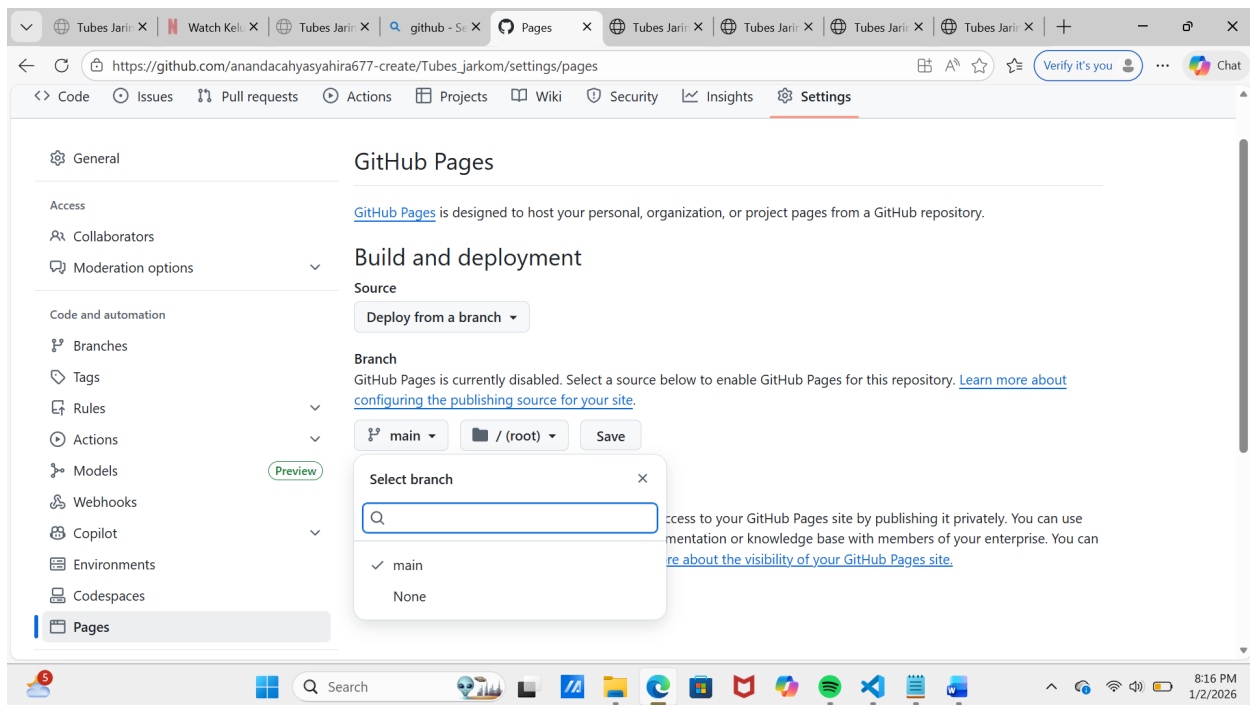 Tubes Jarin
Watch Kelu
Tubes Jarin
github - Se
Pages
Tubes Jarin
Tubes Jarin
Tubes Jarin
Tubes Jarin
https://github.com/anandacahyasyahira677-create/Tubes_jarkom/settings/pages
Verify it's you
Chat
Code
Issues
Pull requests
Actions
Projects
Wiki
Security
Insights
Settings
General
Access
Collaborators
Moderation options
Code and automation
Branches
Tags
Rules
Actions
Models
Preview
Webhooks
Copilot
Environments
Codespaces
Pages
GitHub Pages
GitHub Pages is designed to host your personal, organization, or project pages from a GitHub repository.
Build and deployment
Source
Deploy from a branch
Branch
GitHub Pages is currently disabled. Select a source below to enable GitHub Pages for this repository. Learn more about
configuring the publishing source for your site.
main
/ (root)
Save
Select branch
main
None
ccess to your GitHub Pages site by publishing it privately. You can use
mentation or knowledge base with members of your enterprise. You can
re about the visibility of your GitHub Pages site.
5
Search
8:16 PM
1/2/2026